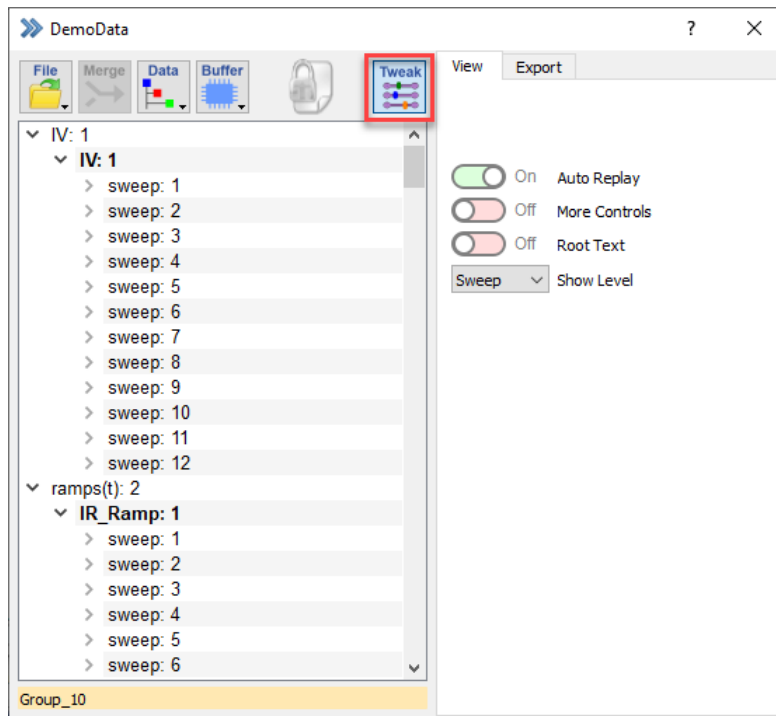 DemoData
?
File
Merge
Data
Buffer
Tweak
IV: 1
IV: 1
sweep: 1
sweep: 2
sweep: 3
sweep: 4
sweep: 5
sweep: 6
sweep: 7
sweep: 8
sweep: 9
sweep: 10
sweep: 11
sweep: 12
ramps(t): 2
IR_Ramp: 1
sweep: 1
sweep: 2
sweep: 3
sweep: 4
sweep: 5
sweep: 6
Group_10
View
Export
On Auto Replay
Off More Controls
Off Root Text
Sweep Show Level